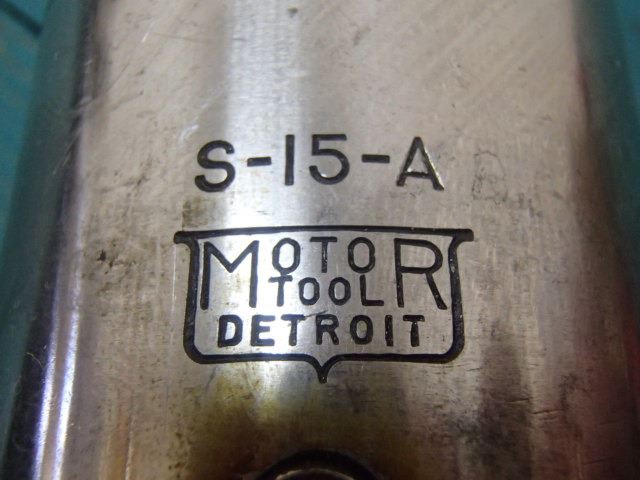 S-15-A
MOTOR
TOOL
DETROIT